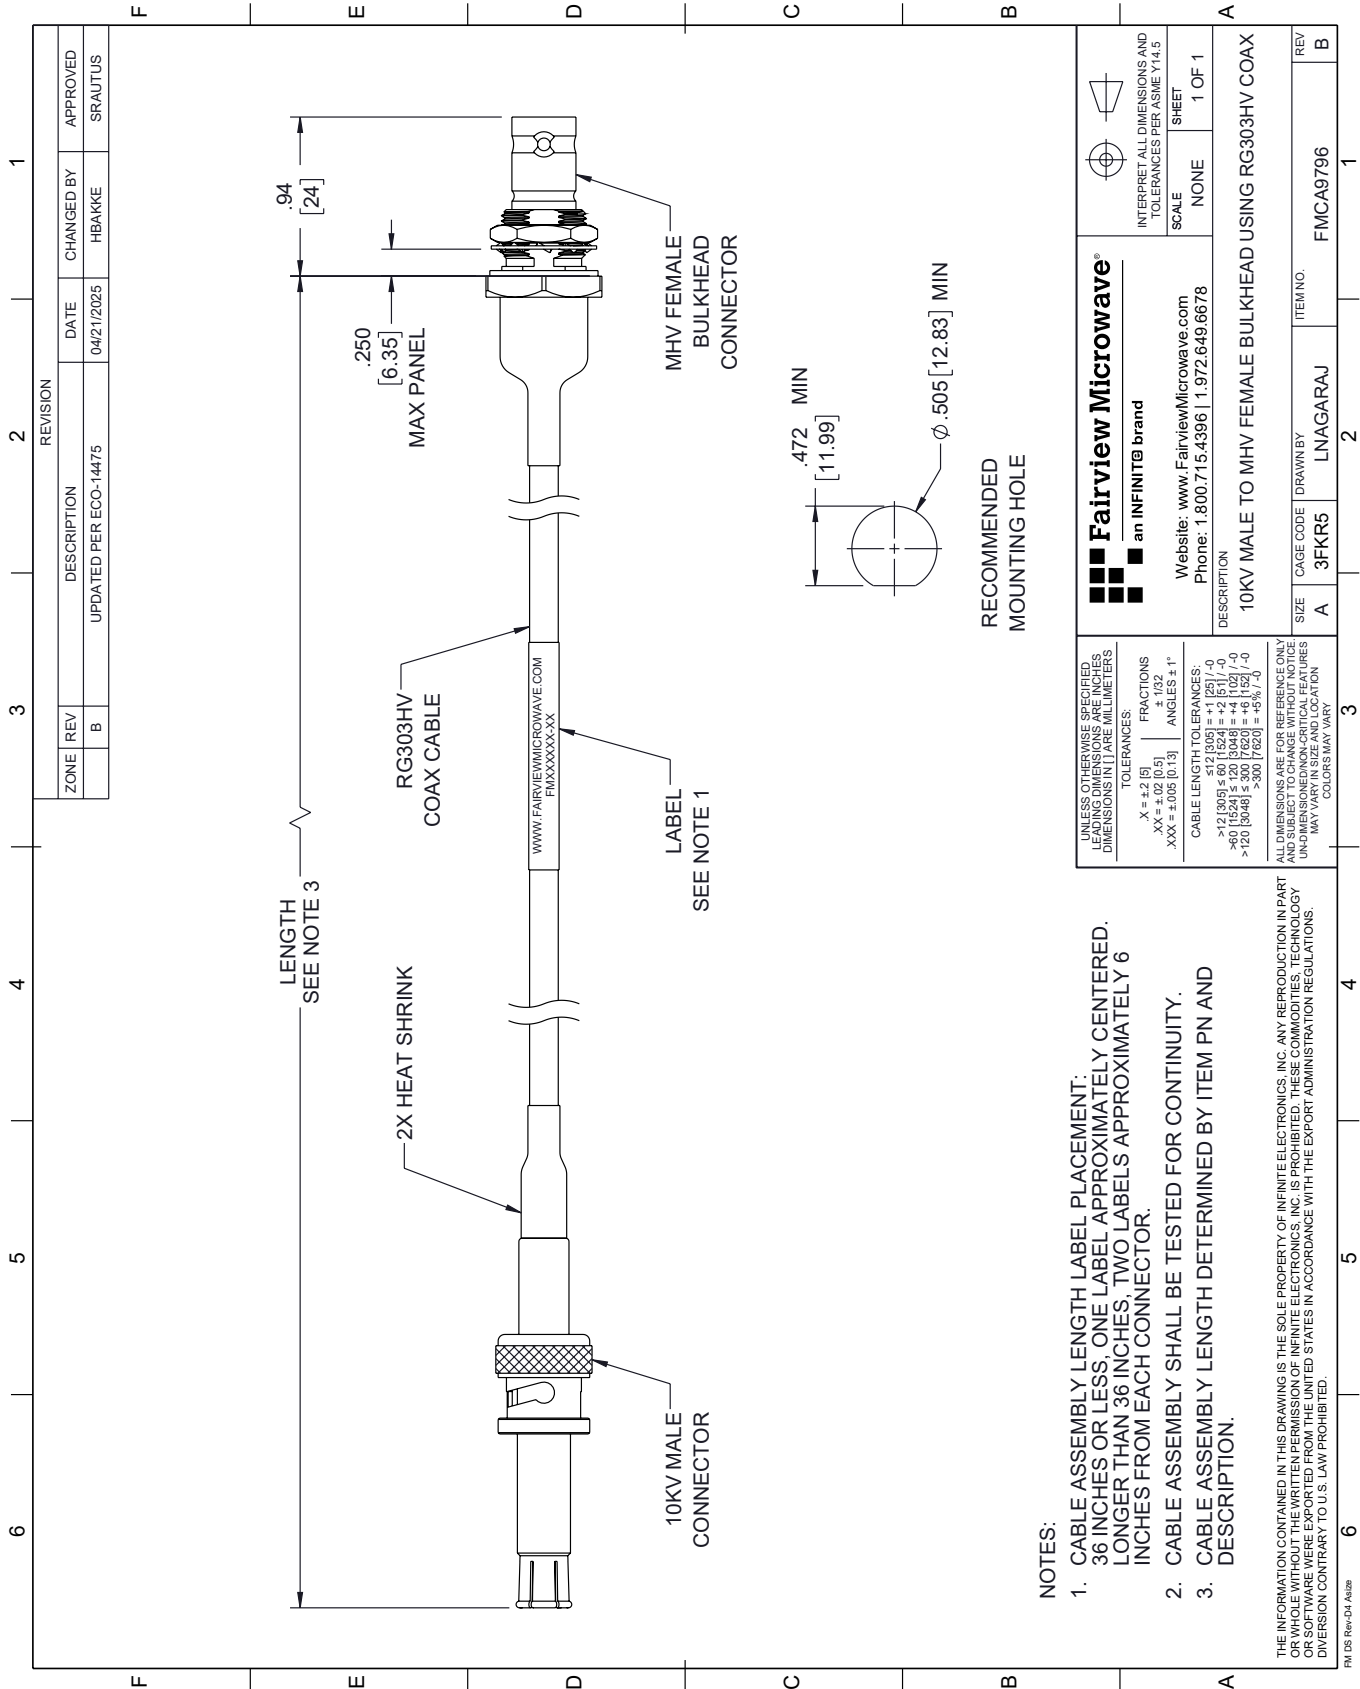 6
5
4
3
2
1
F
E
D
C
B
A
REVISION
ZONE
REV
DESCRIPTION
DATE
CHANGED BY
APPROVED
B
UPDATED PER ECO-14475
04/21/2025
HBAKKE
SRAUTUS
LENGTH
SEE NOTE 3
.94
[24]
.250
[6.35]
MAX PANEL
2X HEAT SHRINK
RG303HV
COAX CABLE
WWW.FAIRVIEWMICROWAVE.COM
FMXXXXXX-XX
10KV MALE
CONNECTOR
LABEL
SEE NOTE 1
MHV FEMALE
BULKHEAD
CONNECTOR
.472 MIN
[11.99]
Ø.505 [12.83] MIN
RECOMMENDED
MOUNTING HOLE
NOTES:
1. CABLE ASSEMBLY LENGTH LABEL PLACEMENT:
36 INCHES OR LESS, ONE LABEL APPROXIMATELY CENTERED.
LONGER THAN 36 INCHES, TWO LABELS APPROXIMATELY 6
INCHES FROM EACH CONNECTOR.
2. CABLE ASSEMBLY SHALL BE TESTED FOR CONTINUITY.
3. CABLE ASSEMBLY LENGTH DETERMINED BY ITEM PN AND
DESCRIPTION.
THE INFORMATION CONTAINED IN THIS DRAWING IS THE SOLE PROPERTY OF INFINITE ELECTRONICS, INC. ANY REPRODUCTION IN PART
OR WHOLE WITHOUT THE WRITTEN PERMISSION OF INFINITE ELECTRONICS, INC. IS PROHIBITED. THESE COMMODITIES, TECHNOLOGY
OR SOFTWARE WERE EXPORTED FROM THE UNITED STATES IN ACCORDANCE WITH THE EXPORT ADMINISTRATION REGULATIONS.
DIVERSION CONTRARY TO U.S. LAW PROHIBITED.
UNLESS OTHERWISE SPECIFIED
LEADING DIMENSIONS ARE INCHES
DIMENSIONS IN [ ] ARE MILLIMETERS
TOLERANCES:
.X = ±.2 [5]
.XX = ±.02 [0.5]
.XXX = ±.005 [0.13]
FRACTIONS
± 1/32
ANGLES ± 1°
CABLE LENGTH TOLERANCES:
≤12 [305] = +1 [25] / -0
>12 [305] ≤ 60 [1524] = +2 [51] / -0
>60 [1524] ≤ 120 [3048] = +4 [102] / -0
>120 [3048] ≤ 300 [7620] = +6 [152] / -0
>300 [7620] = +5% / -0
ALL DIMENSIONS ARE FOR REFERENCE ONLY
AND SUBJECT TO CHANGE WITHOUT NOTICE.
UN-DIMENSIONED/NON-CRITICAL FEATURES
MAY VARY IN SIZE AND LOCATION
COLORS MAY VARY
Fairview Microwave®
an INFINIT℮ brand
Website: www.FairviewMicrowave.com
Phone: 1.800.715.4396 | 1.972.649.6678
INTERPRET ALL DIMENSIONS AND
TOLERANCES PER ASME Y14.5
SCALE
NONE
SHEET
1 OF 1
DESCRIPTION
10KV MALE TO MHV FEMALE BULKHEAD USING RG303HV COAX
SIZE
A
CAGE CODE
3FKR5
DRAWN BY
LNAGARAJ
ITEM NO.
FMCA9796
REV
B
6
5
4
3
2
1
F
E
D
C
B
A
FM DS Rev-D4 Asize